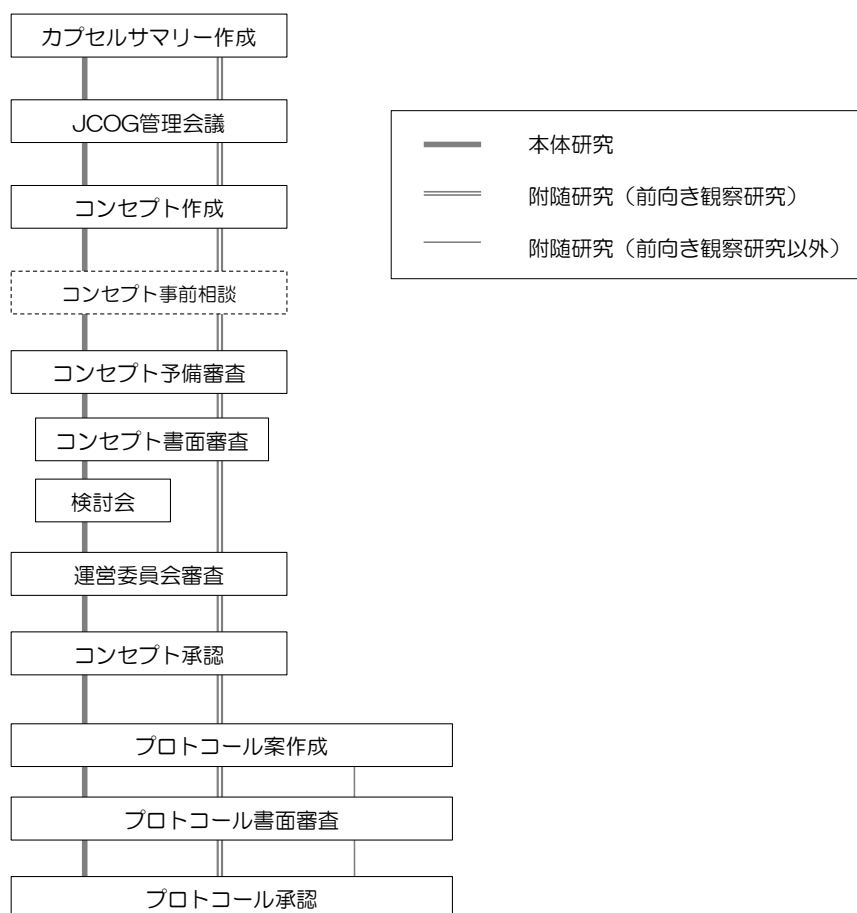 カプセルサマリー作成
JCOG管理会議
本体研究
附随研究（前向き観察研究）
附随研究（前向き観察研究以外）
コンセプト作成
コンセプト事前相談
コンセプト予備審査
コンセプト書面審査
検討会
運営委員会審査
コンセプト承認
プロトコール案作成
プロトコール書面審査
プロトコール承認